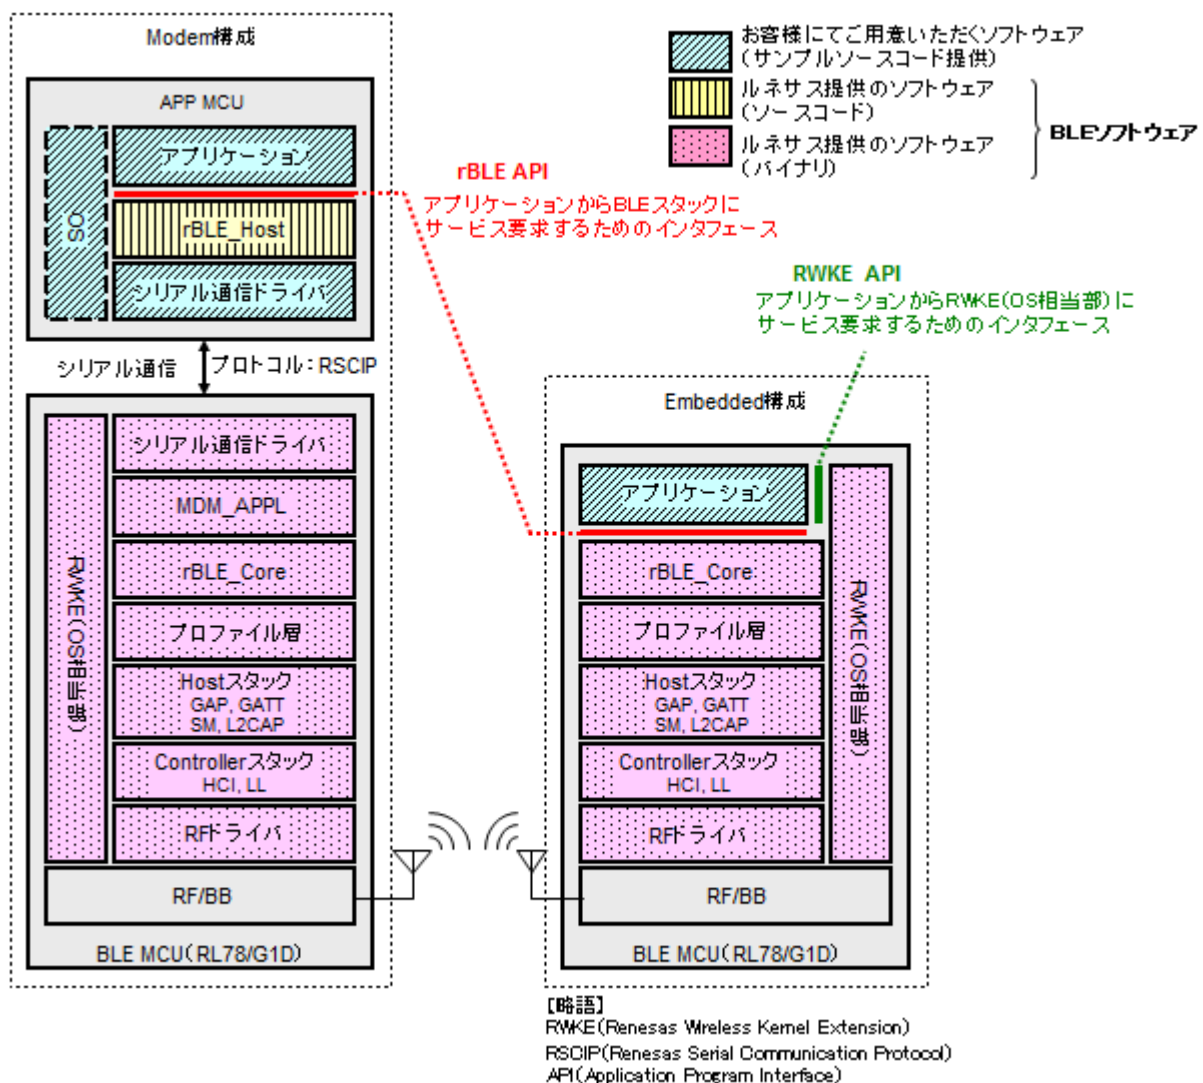 Modem構成
APP MCU
OS
アプリケーション
rBLE_Host
シリアル通信ドライバ
シリアル通信
プロトコル：RSCIP
RWKE(OS相当部)
シリアル通信ドライバ
MDM_APPL
rBLE_Core
プロファイル層
Hostスタック
GAP, GATT
SM, L2CAP
Controllerスタック
HCI, LL
RFドライバ
RF/BB
BLE MCU(RL78/G1D)
お客様にてご用意いただくソフトウェア
(サンプルソースコード提供)
ルネサス提供のソフトウェア
(ソースコード)
ルネサス提供のソフトウェア
(バイナリ)
BLEソフトウェア
rBLE API
アプリケーションからBLEスタックに
サービス要求するためのインタフェース
RWKE API
アプリケーションからRWKE(OS相当部)に
サービス要求するためのインタフェース
Embedded構成
アプリケーション
rBLE_Core
プロファイル層
Hostスタック
GAP, GATT
SM, L2CAP
Controllerスタック
HCI, LL
RFドライバ
RWKE(OS相当部)
RF/BB
BLE MCU(RL78/G1D)
【略語】
RWKE(Renesas Wireless Kernel Extension)
RSCIP(Renesas Serial Communication Protocol)
API(Application Program Interface)